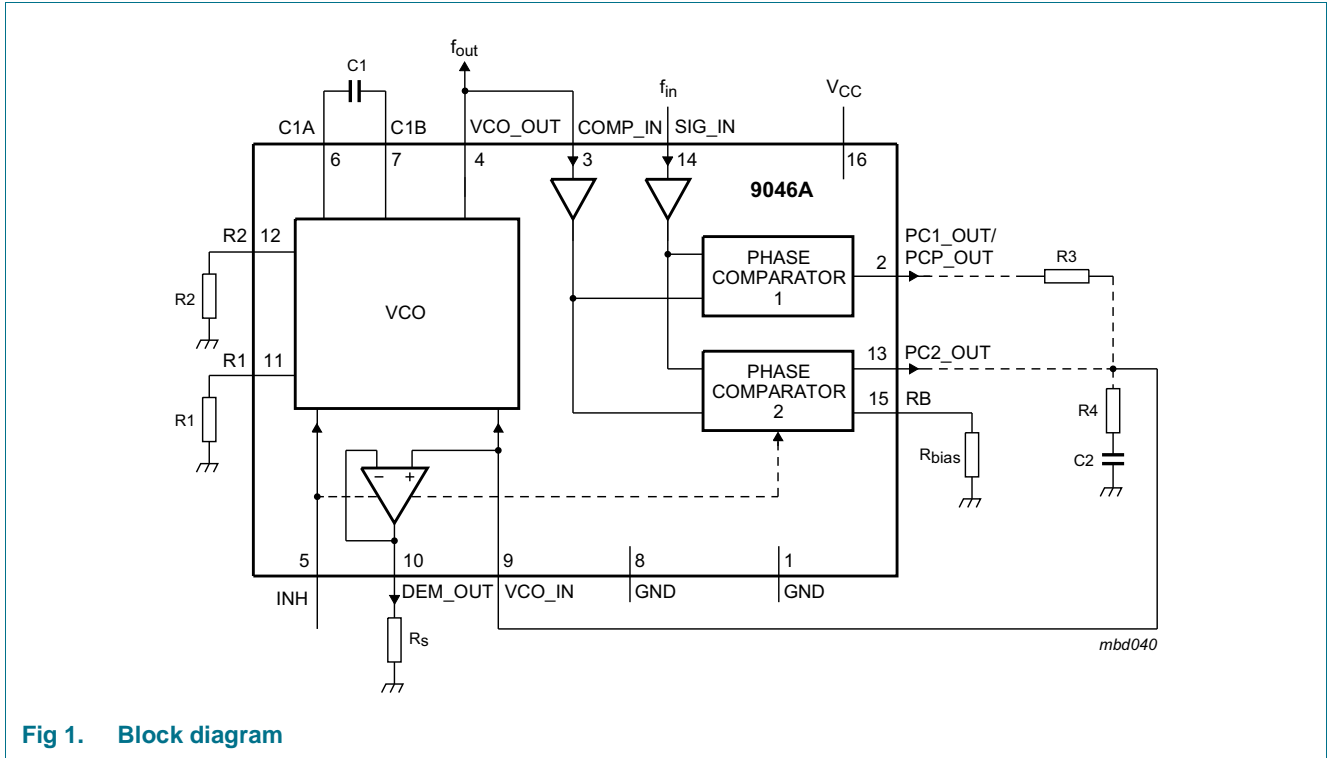 fout
C1
fin
VCC
C1A
C1B
VCO_OUT
COMP_IN
SIG_IN
6
7
4
3
14
16
9046A
R2
12
PHASE
COMPARATOR
1
2
PC1_OUT/
PCP_OUT
R3
R2
VCO
R1
11
PHASE
COMPARATOR
2
13
PC2_OUT
15
RB
R4
R1
Rbias
C2
− +
5
10
9
8
1
INH
DEM_OUT
VCO_IN
GND
GND
Rs
mbd040
Fig 1. Block diagram